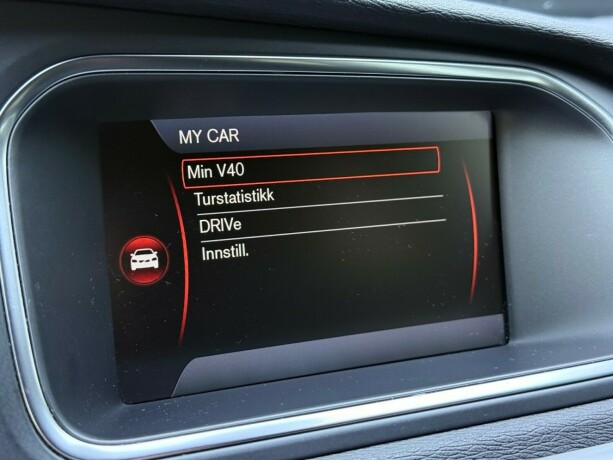 MY CAR
Min V40
Turstatistikk
DRIVe
Innstill.